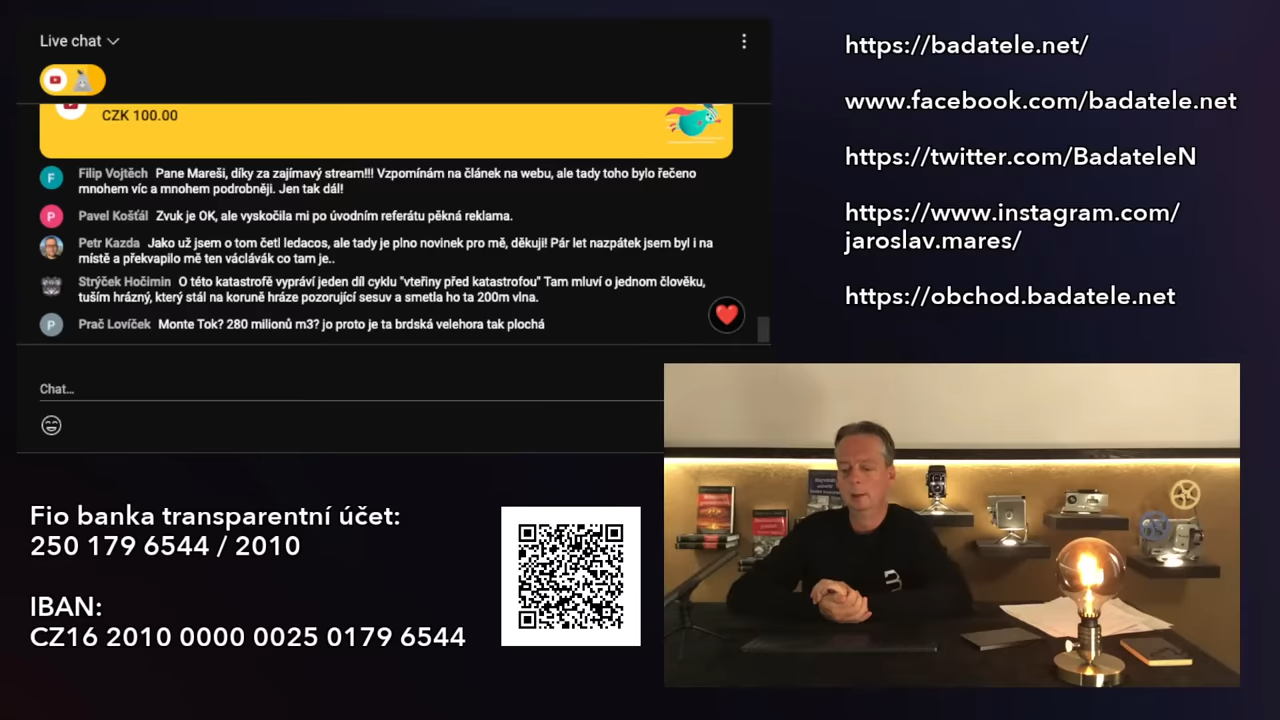 Live chat
CZK 100.00
F Filip Vojtěch Pane Mareši, díky za zajímavý stream!!! Vzpomínám na článek na webu, ale tady toho bylo řečeno
mnohem víc a mnohem podrobněji. Jen tak dál!
P Pavel Košťál Zvuk je OK, ale vyskočila mi po úvodním referátu pěkná reklama.
Petr Kazda Jako už jsem o tom četl ledacos, ale tady je plno novinek pro mě, děkuji! Pár let nazpátek jsem byl i na
místě a překvapilo mě ten václavák co tam je..
Strýček Hočimin O této katastrofě vypráví jeden díl cyklu "vteřiny před katastrofou" Tam mluví o jednom člověku,
tuším hrázný, který stál na koruně hráze pozorující sesuv a smetla ho ta 200m vlna.
P Prač Lovíček Monte Tok? 280 milionů m3? jo proto je ta brdská velehora tak plochá
Chat...
https://badatele.net/
www.facebook.com/badatele.net
https://twitter.com/BadateleN
https://www.instagram.com/
jaroslav.mares/
https://obchod.badatele.net
Fio banka transparentní účet:
250 179 6544 / 2010
IBAN:
CZ16 2010 0000 0025 0179 6544